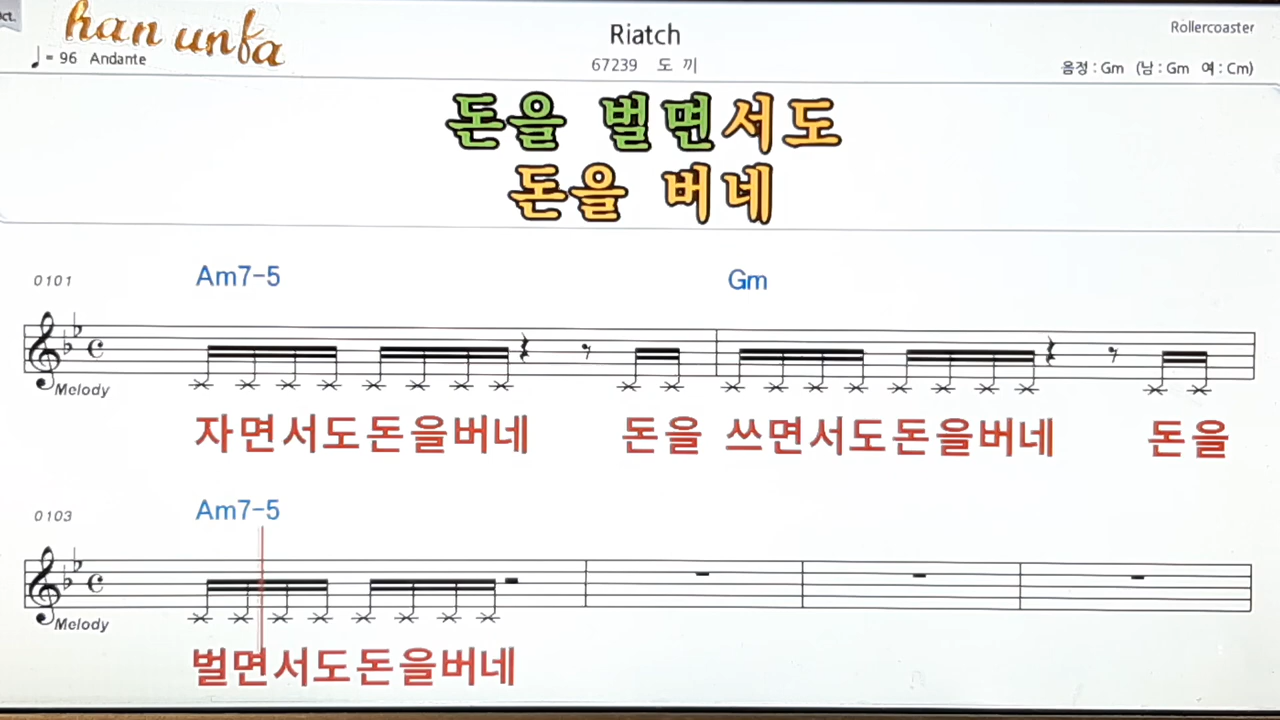 ct.
han unfa
Riatch
Rollercoaster
♩ = 96 Andante
67239 도 끼
음정 : Gm (남 : Gm 여 : Cm)
돈을 벌면서도
돈을 버네
0101
Am7-5
Gm
Melody
자면서도돈을버네 돈을 쓰면서도돈을버네 돈을
0103
Am7-5
Melody
벌면서도돈을버네